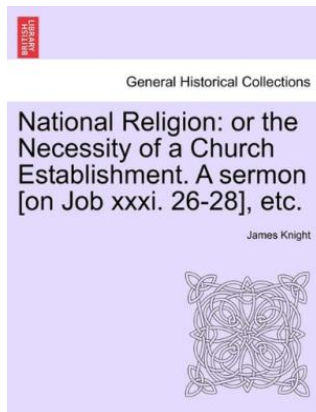 BRITISH
LIBRARY
General Historical Collections
National Religion: or the
Necessity of a Church
Establishment. A sermon
[on Job xxxi. 26-28], etc.
James Knight